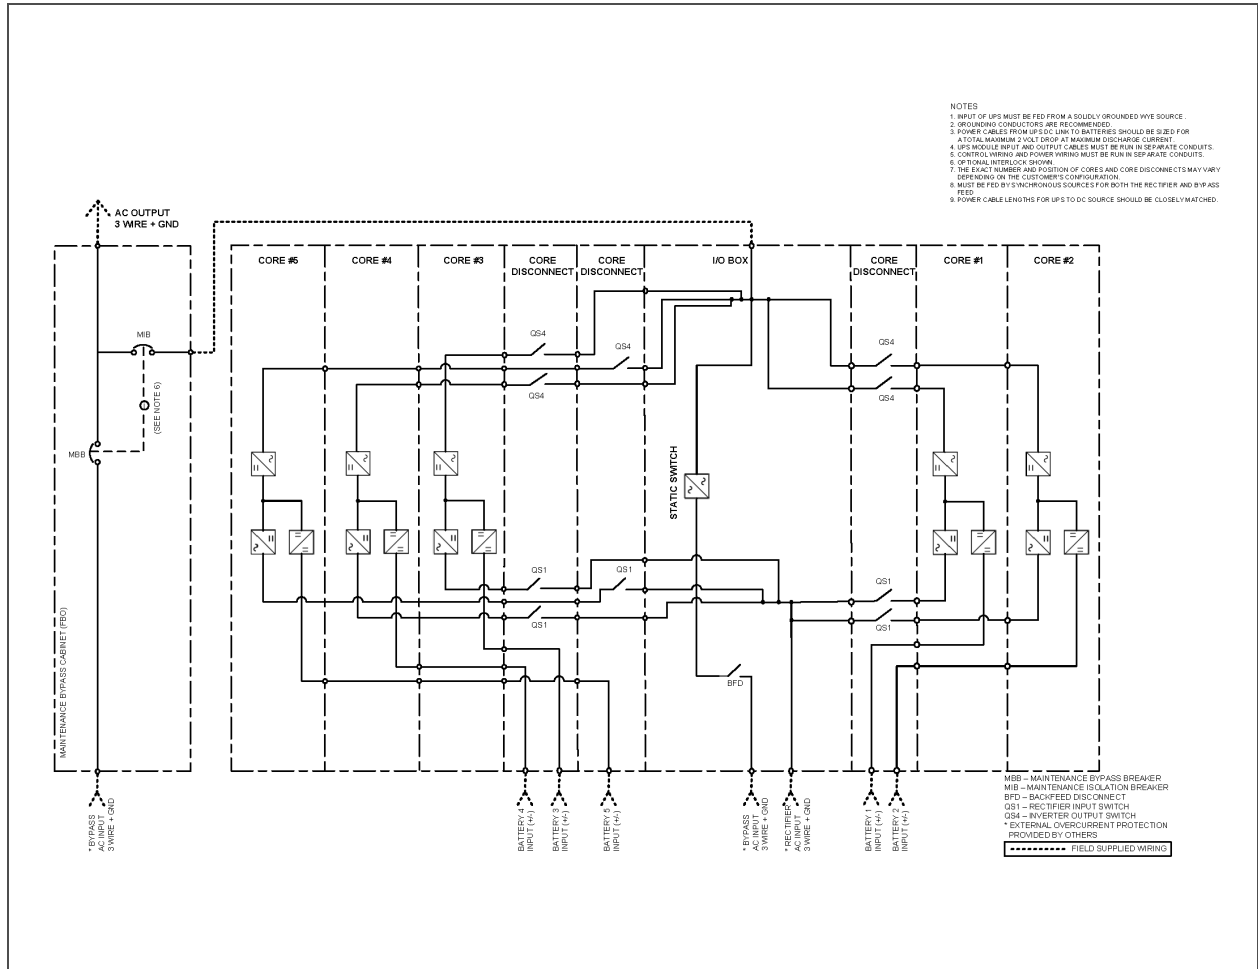 NOTES
1. INPUT OF UPS MUST BE FED FROM A SOLIDLY GROUNDED WYE SOURCE .
2. GROUNDING CONDUCTORS ARE RECOMMENDED.
3. POWER CABLES FROM UPS DC LINK TO BATTERIES SHOULD BE SIZED FOR
A TOTAL MAXIMUM 2 VOLT DROP AT MAXIMUM DISCHARGE CURRENT.
4. UPS MODULE INPUT AND OUTPUT CABLES MUST BE RUN IN SEPARATE CONDUITS.
5. CONTROL WIRING AND POWER WIRING MUST BE RUN IN SEPARATE CONDUITS.
6. OPTIONAL INTERLOCK SHOWN.
7. THE EXACT NUMBER AND POSITION OF CORES AND CORE DISCONNECTS MAY VARY
DEPENDING ON THE CUSTOMER'S CONFIGURATION.
8. MUST BE FED BY SYNCHRONOUS SOURCES FOR BOTH THE RECTIFIER AND BYPASS
FEED
9. POWER CABLE LENGTHS FOR UPS TO DC SOURCE SHOULD BE CLOSELY MATCHED.
AC OUTPUT
3 WIRE + GND
CORE #5
CORE #4
CORE #3
CORE
DISCONNECT
CORE
DISCONNECT
I/O BOX
CORE
DISCONNECT
CORE #1
CORE #2
MIB
(SEE NOTE 6)
MBB
MAINTENANCE BYPASS CABINET (FBO)
QS4
QS4
QS4
QS4
QS4
STATIC SWITCH
QS1
QS1
QS1
QS1
QS1
BFD
* BYPASS
AC INPUT
3 WIRE + GND
BATTERY 4
INPUT (+/-)
BATTERY 3
INPUT (+/-)
BATTERY 5
INPUT (+/-)
* BYPASS
AC INPUT
3 WIRE + GND
* RECTIFIER
AC INPUT
3 WIRE + GND
BATTERY 1
INPUT (+/-)
BATTERY 2
INPUT (+/-)
MBB – MAINTENANCE BYPASS BREAKER
MIB – MAINTENANCE ISOLATION BREAKER
BFD – BACKFEED DISCONNECT
QS1 – RECTIFIER INPUT SWITCH
QS4 – INVERTER OUTPUT SWITCH
* EXTERNAL OVERCURRENT PROTECTION
PROVIDED BY OTHERS
FIELD SUPPLIED WIRING